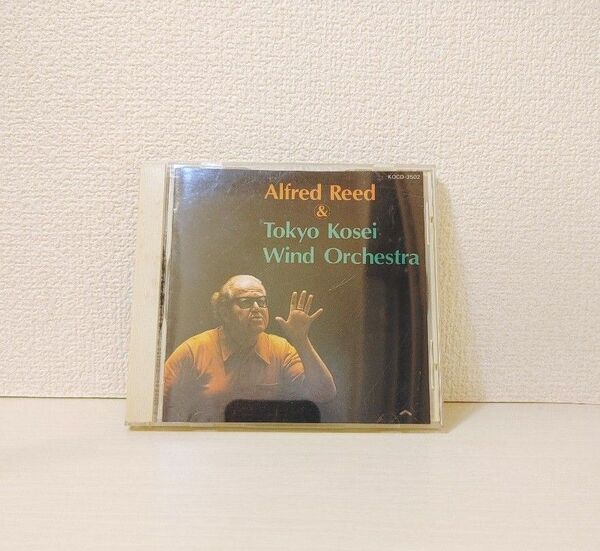 KOCD-3502
Alfred Reed
&
Tokyo Kosei
Wind Orchestra